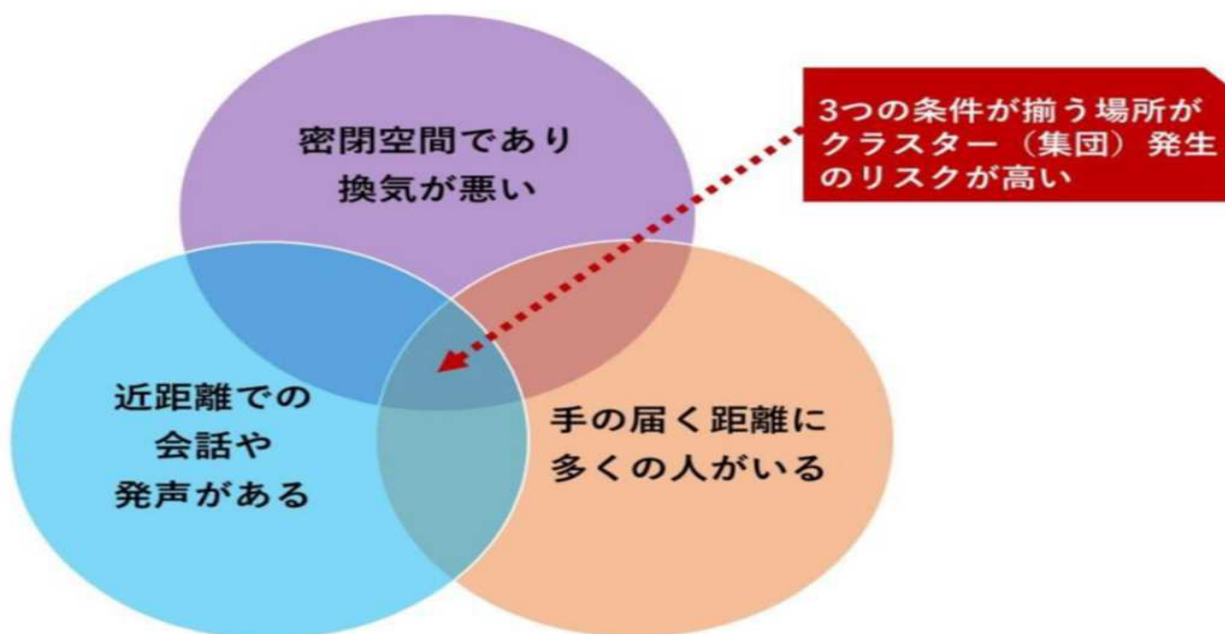 密閉空間であり
換気が悪い
3つの条件が揃う場所が
クラスター（集団）発生
のリスクが高い
近距離での
会話や
発声がある
手の届く距離に
多くの人がいる